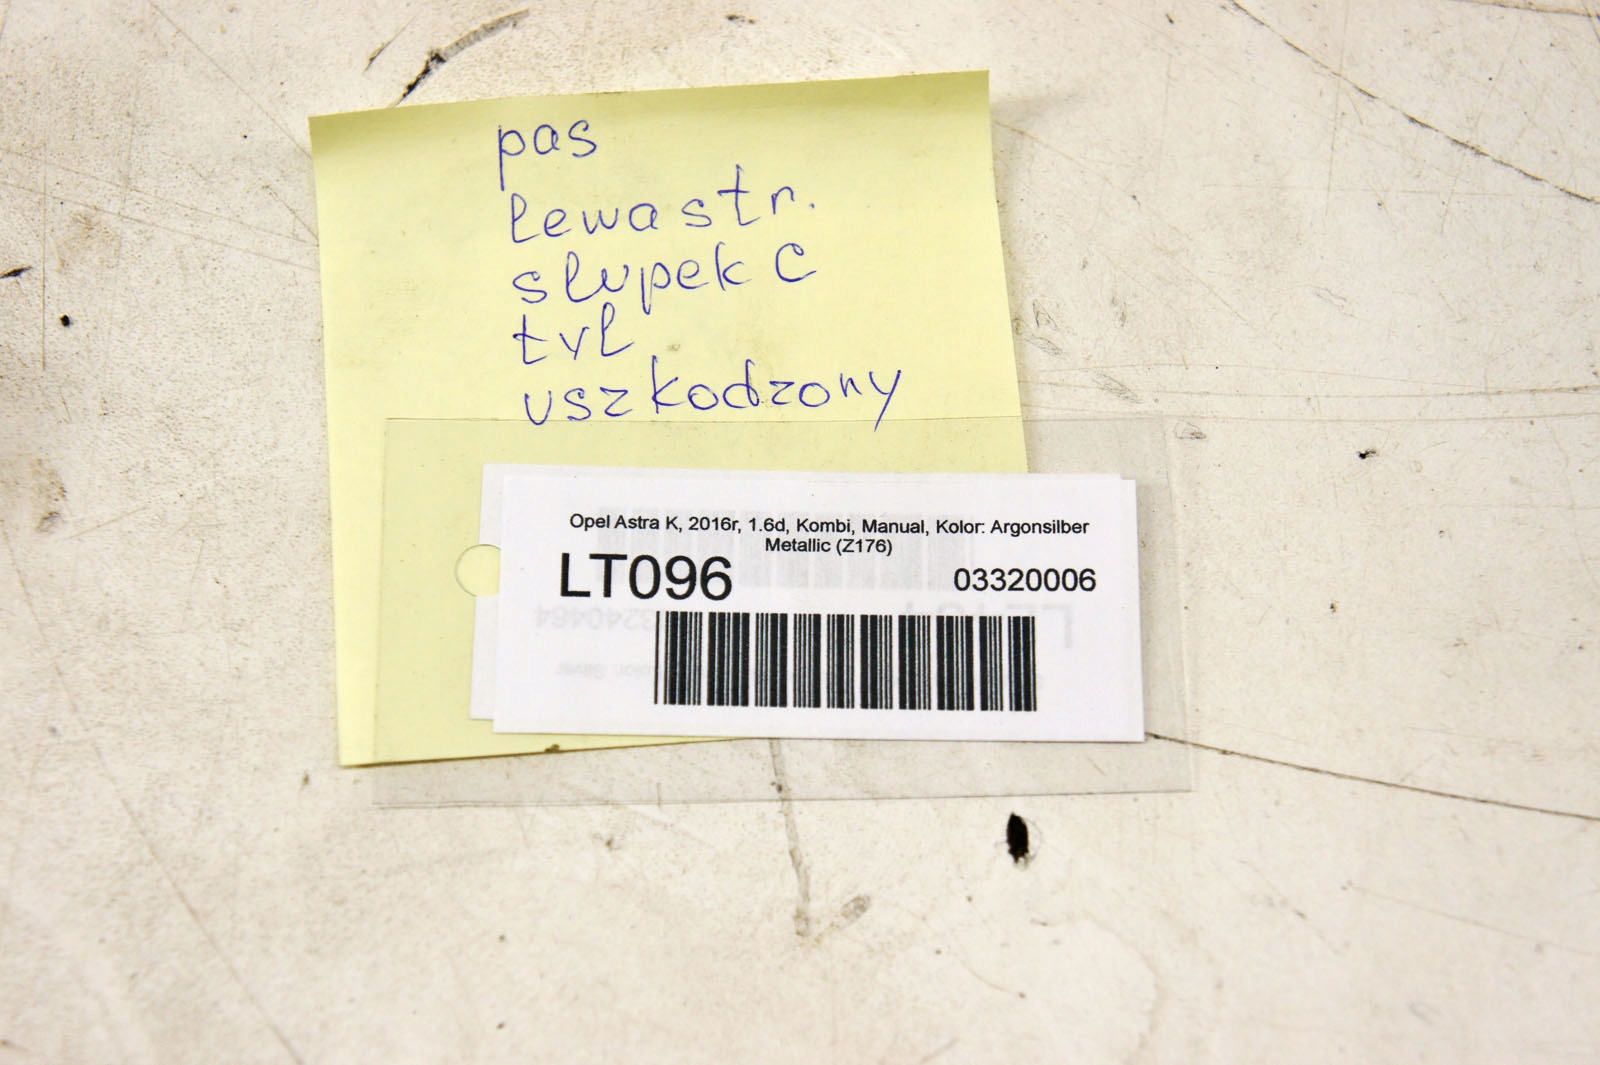 pas
lewa str.
słupek C
tył
uszkodzony
Opel Astra K, 2016r, 1.6d, Kombi, Manual, Kolor: Argonsilber
Metallic (Z176)
LT096
03320006